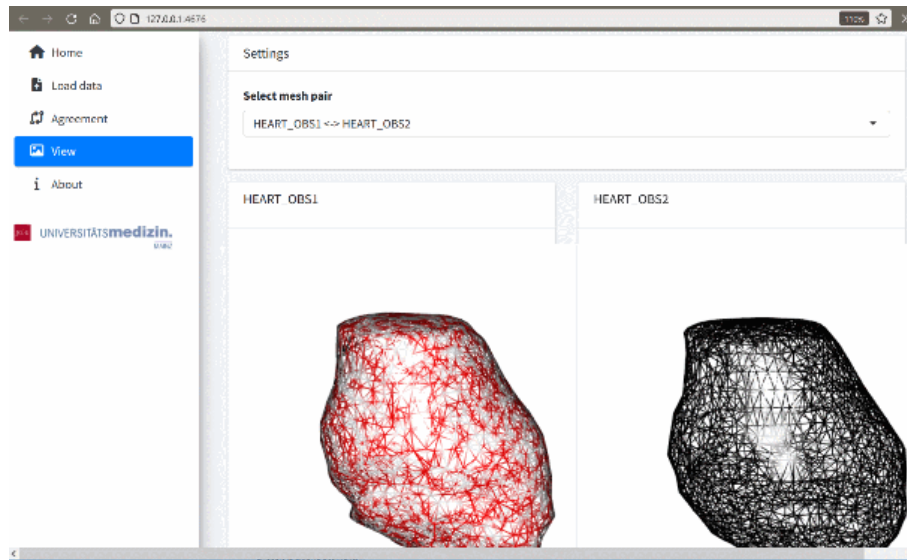 127.0.0.1:4676
110%
Home
Load data
Agreement
View
About
UNIVERSITÄTSmedizin.
Settings
Select mesh pair
HEART_OBS1 <-> HEART_OBS2
HEART_OBS1
HEART_OBS2